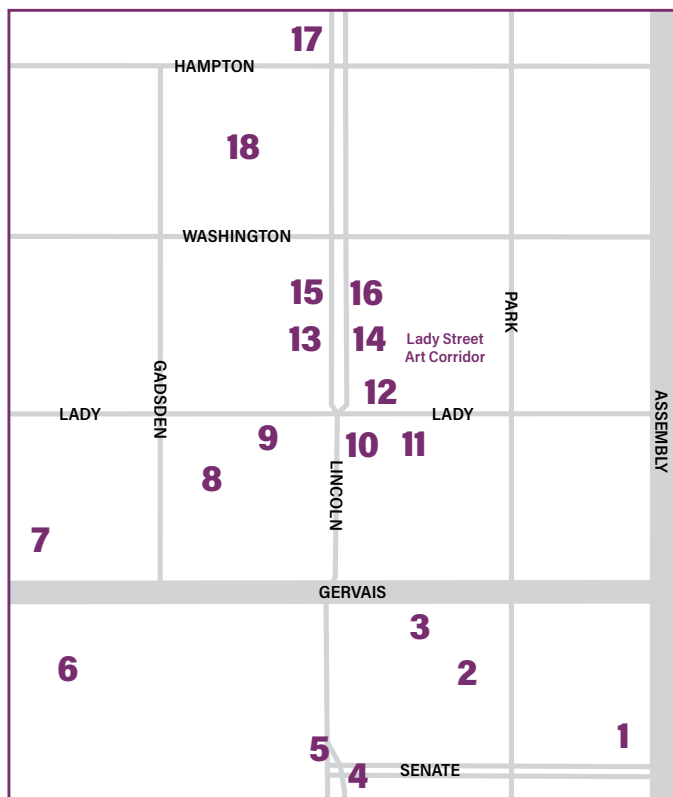 17
HAMPTON
18
WASHINGTON
15
16
PARK
13
14
Lady Street
Art Corridor
GADSDEN
12
ASSEMBLY
LADY
LADY
9
10
11
8
LINCOLN
7
GERVAIS
3
6
2
1
5
4
SENATE